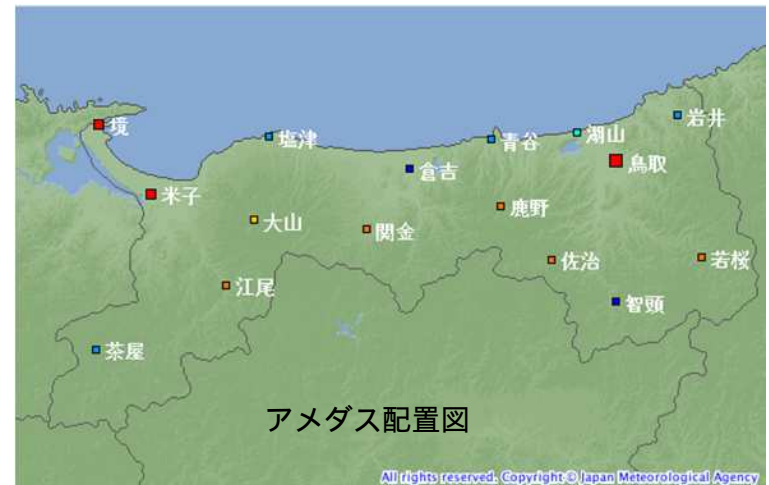 境
塩津
青谷
湖山
岩井
鳥取
倉吉
米子
大山
関金
鹿野
佐治
若桜
江尾
智頭
茶屋
アメダス配置図
All rights reserved. Copyright © Japan Meteorological Agency